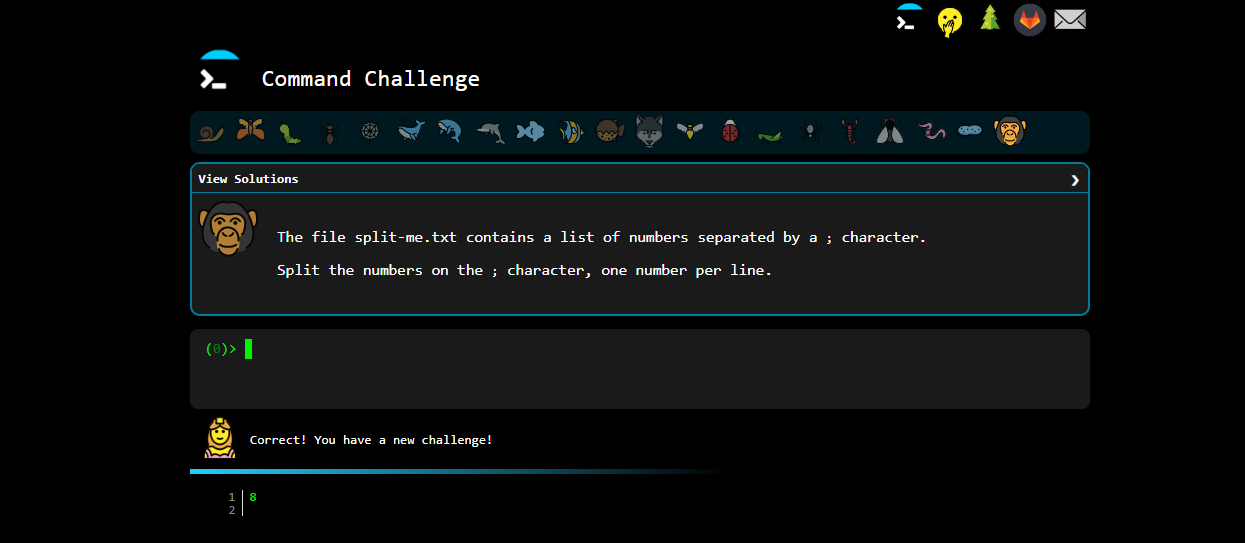 Command Challenge
View Solutions
The file split-me.txt contains a list of numbers separated by a ; character.
Split the numbers on the ; character, one number per line.
(0)>
Correct! You have a new challenge!
1 8
2